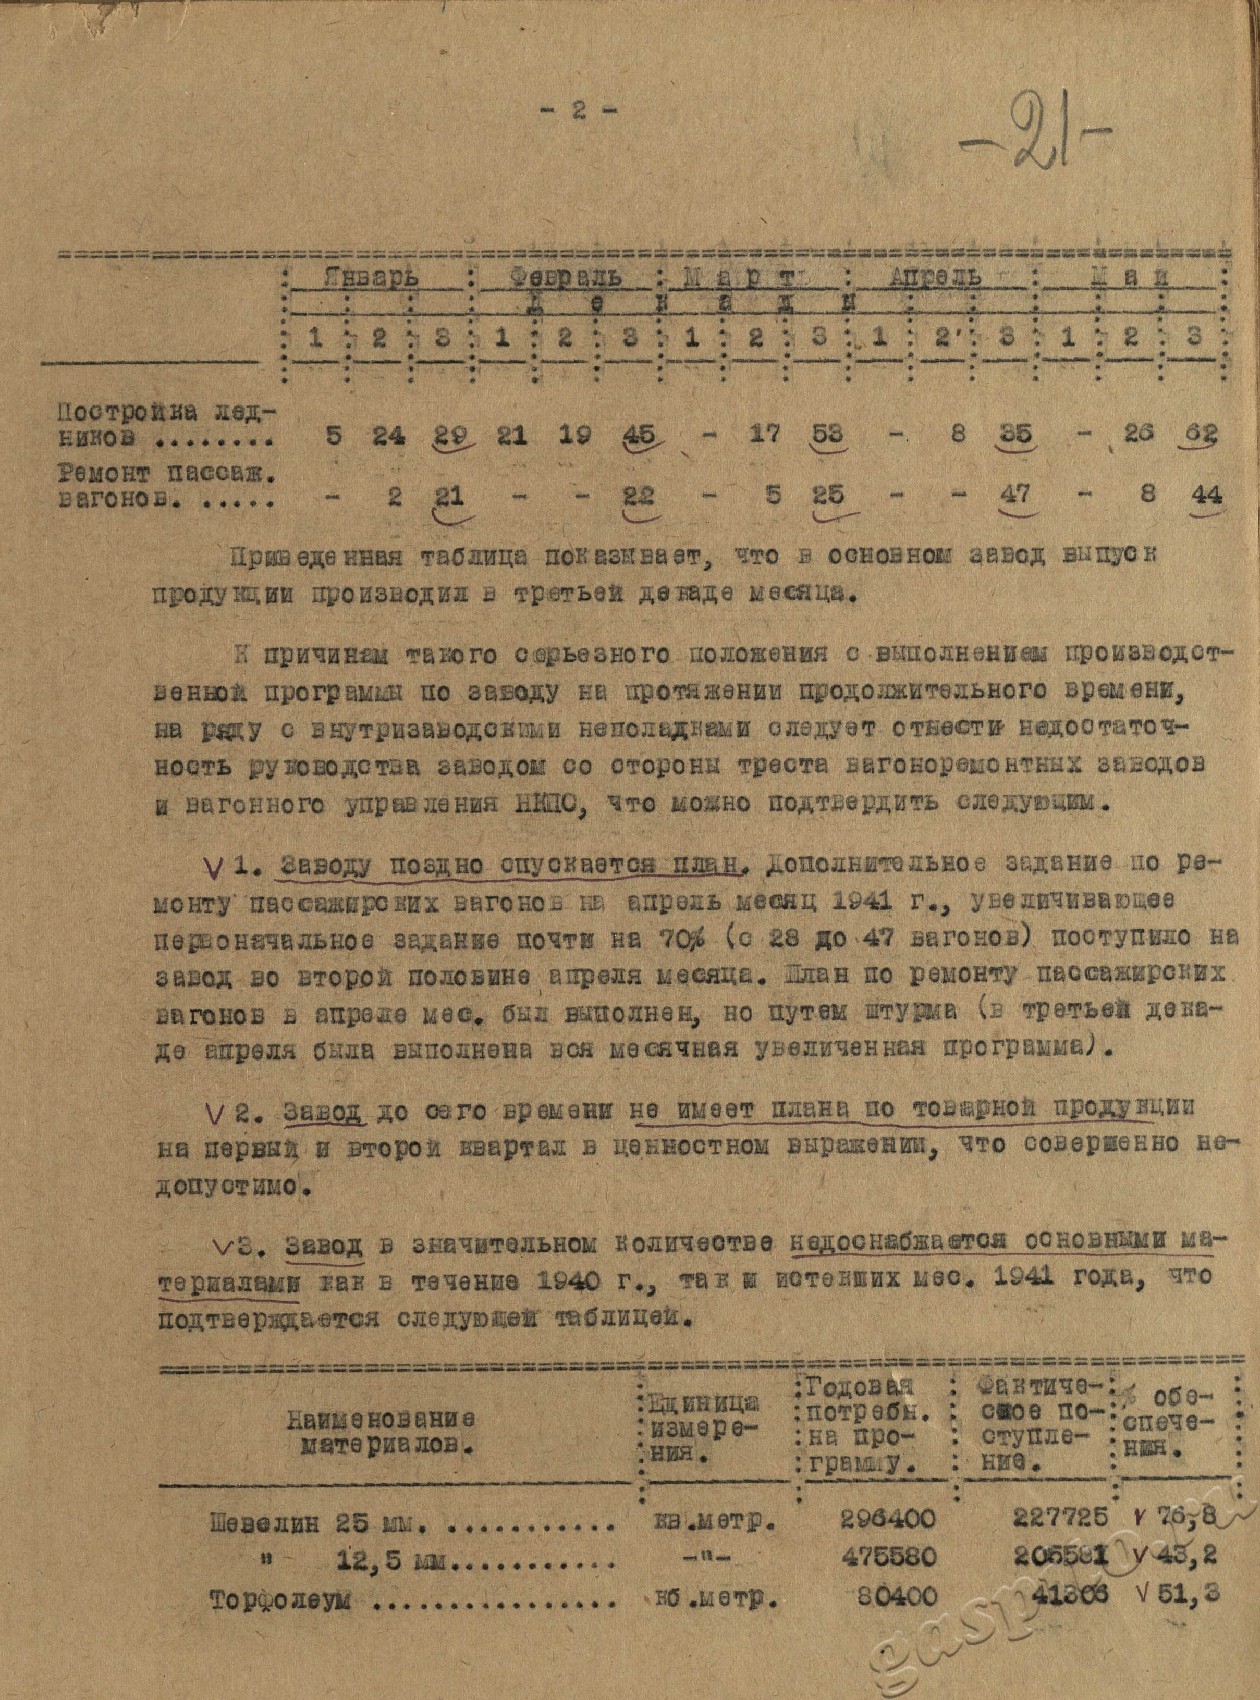 - 2 -
-21-
Январь : Февраль : М а р т : Апрель : М а й
Д е к а д ы
1 : 2 : 3 : 1 : 2 : 3 : 1 : 2 : 3 : 1 : 2 : 3 : 1 : 2 : 3
Постройка лед-
ников ........ 5 24 29 21 19 45 - 17 53 - 8 35 - 26 62
Ремонт пассаж.
вагонов. ..... - 2 21 - - 22 - 5 25 - - 47 - 8 44
Приведенная таблица показывает, что в основном завод выпуск
продукции производил в третьей декаде месяца.
К причинам такого серьезного положения с выполнением производст-
венной программы по заводу на протяжении продолжительного времени,
на ряду с внутризаводскими неполадками следует отнести недостаточ-
ность руководства заводом со стороны треста вагоноремонтных заводов
и вагонного управления НКПС, что можно подтвердить следующим.
V 1. Заводу поздно спускается план. Дополнительное задание по ре-
монту пассажирских вагонов на апрель месяц 1941 г., увеличивающее
первоначальное задание почти на 70% (с 28 до 47 вагонов) поступило на
завод во второй половине апреля месяца. План по ремонту пассажирских
вагонов в апреле мес. был выполнен, но путем штурма (в третьей дека-
де апреля была выполнена вся месячная увеличенная программа).
V 2. Завод до сего времени не имеет плана по товарной продукции
на первый и второй квартал в ценностном выражении, что совершенно не-
допустимо.
V 3. Завод в значительном количестве недоснабжается основными ма-
териалами как в течение 1940 г., так и истекших мес. 1941 года, что
подтверждается следующей таблицей.
Наименование материалов. : Единица измере- ния. : Годовая потребн. на про- грамму. : Фактиче- ское по- ступле- ние. : % обе- спече- ния.
Шевелин 25 мм. ........... кв.метр. 296400 227725 V 76,8
" 12,5 мм........... -"- 475580 205581 V 43,2
Торфолеум ................ кб.метр. 80400 41306 V 51,3
gaspito.ru